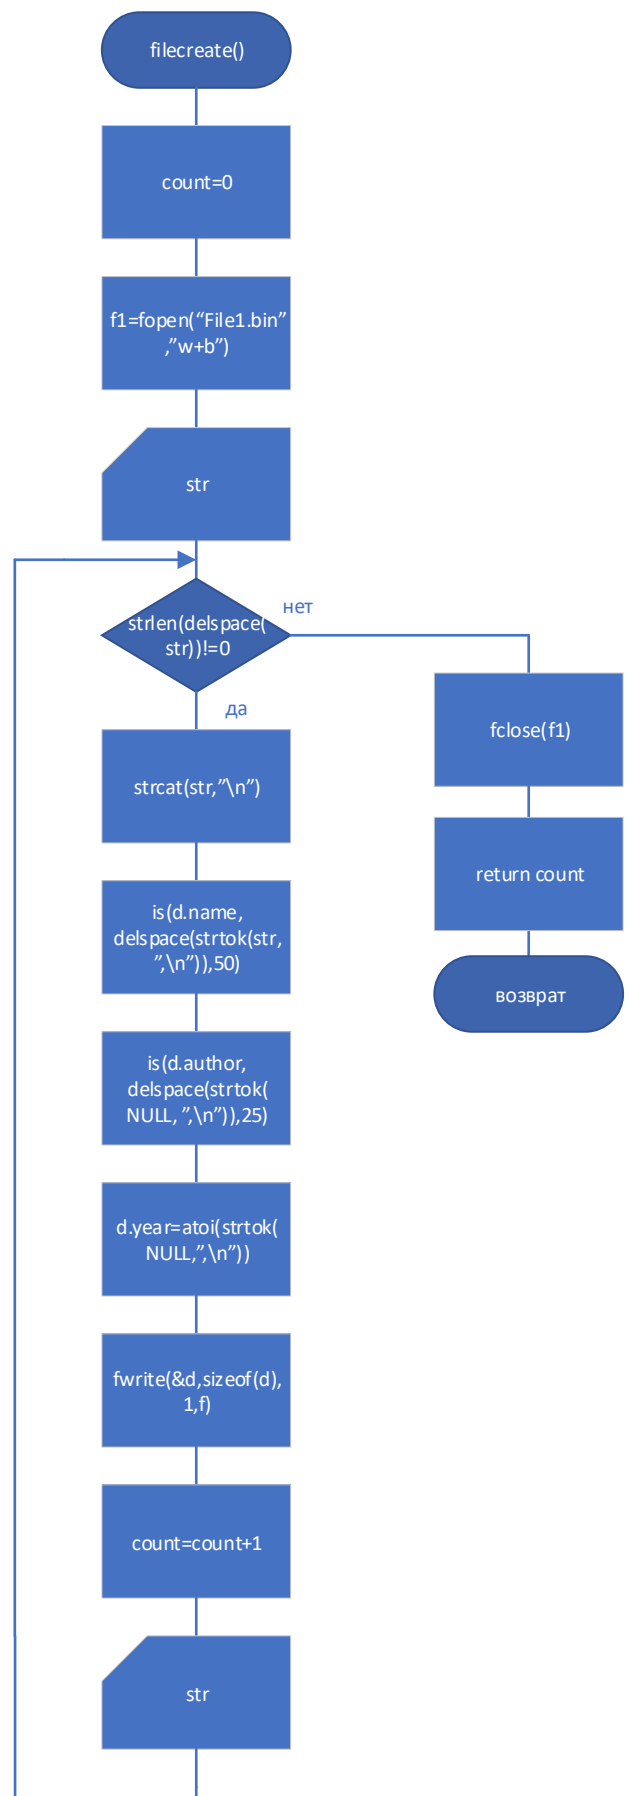 filecreate()
count=0
f1=fopen(“File1.bin”
,”w+b”)
str
strlen(delspace(
str))!=0
нет
да
strcat(str,”\n”)
is(d.name,
delspace(strtok(str,
”,\n”)),50)
is(d.author,
delspace(strtok(
NULL, ”,\n”)),25)
d.year=atoi(strtok(
NULL,”,\n”))
fwrite(&d,sizeof(d),
1,f)
count=count+1
str
fclose(f1)
return count
возврат